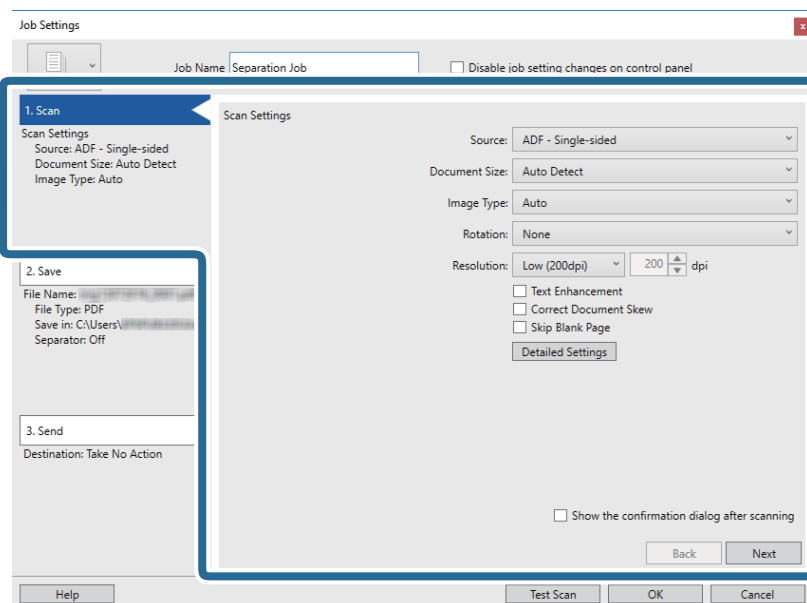 Job Settings
Job Name Separation Job Disable job setting changes on control panel
1. Scan
Scan Settings
Source: ADF - Single-sided
Document Size: Auto Detect
Image Type: Auto
2. Save
File Name:
File Type: PDF
Save in: C:\Users\
Separator: Off
3. Send
Destination: Take No Action
Scan Settings
Source: ADF - Single-sided
Document Size: Auto Detect
Image Type: Auto
Rotation: None
Resolution: Low (200dpi) 200 dpi
Text Enhancement
Correct Document Skew
Skip Blank Page
Detailed Settings
Show the confirmation dialog after scanning
Back Next
Help Test Scan OK Cancel